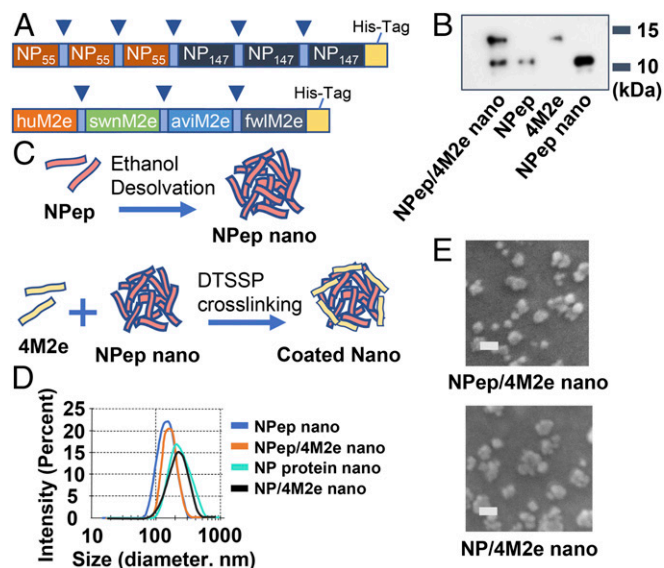 A
His-Tag
NP55 NP55 NP55 NP147 NP147 NP147
His-Tag
huM2e swnM2e aviM2e fwlM2e
B
15
10
(kDa)
NPep/4M2e nano
NPep
4M2e
NPep nano
C
Ethanol
Desolvation
NPep
NPep nano
DTSSP
crosslinking
4M2e
NPep nano
Coated Nano
D
Intensity (Percent)
25
20
15
10
5
0
10 100 1000
Size (diameter. nm)
NPep nano
NPep/4M2e nano
NP protein nano
NP/4M2e nano
E
NPep/4M2e nano
NP/4M2e nano